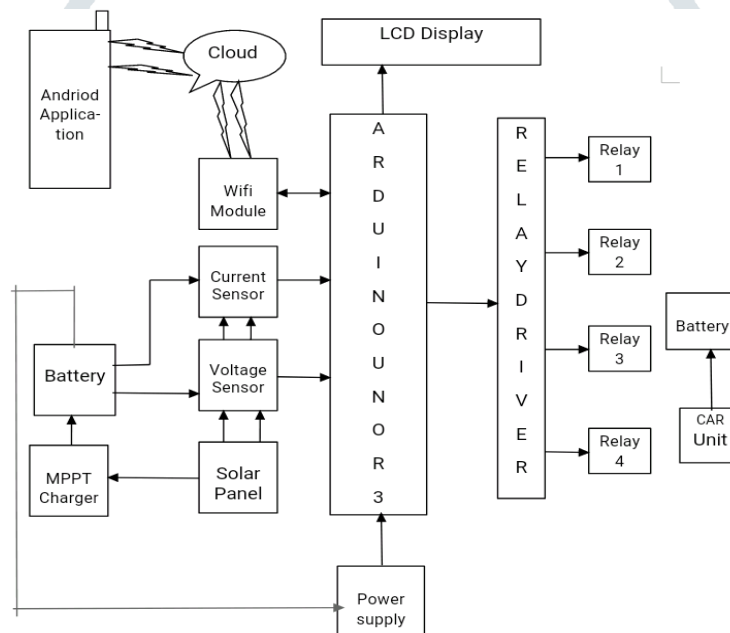 LCD Display
Cloud
Andriod
Applica-
tion
A
R
D
U
I
N
O
U
N
O
R
3
R
E
L
A
Y
D
R
I
V
E
R
Relay
1
Wifi
Module
Relay
2
Current
Sensor
Battery
Relay
3
Battery
Voltage
Sensor
CAR
Unit
Relay
4
MPPT
Charger
Solar
Panel
Power
supply